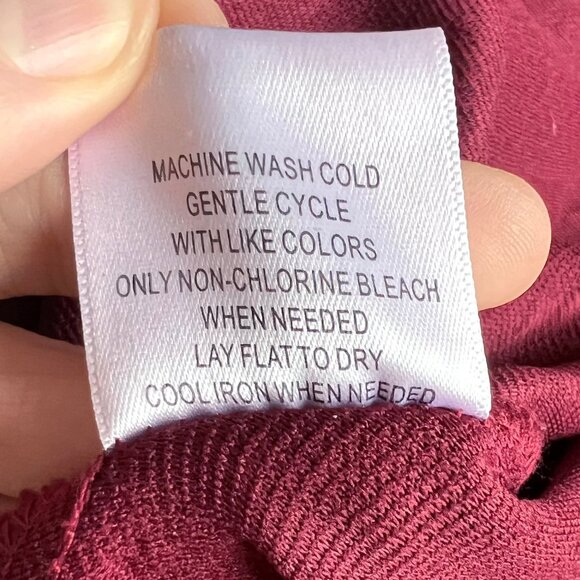 MACHINE WASH COLD
GENTLE CYCLE
WITH LIKE COLORS
ONLY NON-CHLORINE BLEACH
WHEN NEEDED
LAY FLAT TO DRY
COOL IRON WHEN NEEDED